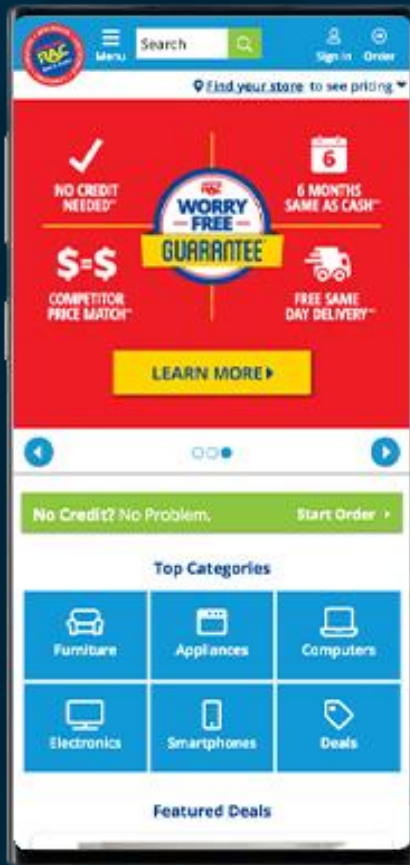 RAC
Menu
Search
Sign In
Order
Find your store to see pricing
NO CREDIT
NEEDED**
6
6 MONTHS
SAME AS CASH**
RAC
WORRY
FREE
GUARANTEE
$=$
COMPETITOR
PRICE MATCH**
FREE SAME
DAY DELIVERY**
LEARN MORE
No Credit? No Problem.
Start Order
Top Categories
Furniture
Appliances
Computers
Electronics
Smartphones
Deals
Featured Deals